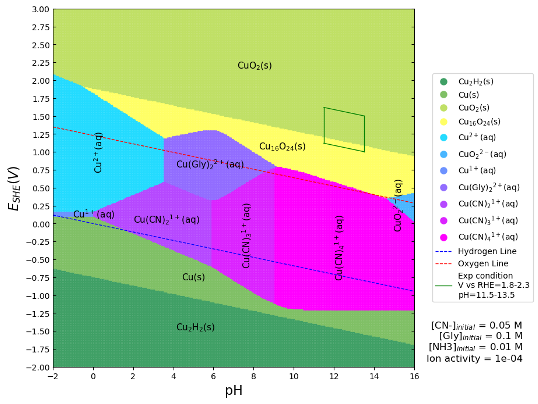 3.00
2.75
2.50
2.25
2.00
1.75
1.50
1.25
1.00
0.75
0.50
0.25
0.00
−0.25
−0.50
−0.75
−1.00
−1.25
−1.50
−1.75
−2.00
E_SHE(V)
−2 0 2 4 6 8 10 12 14 16
pH
CuO₂(s)
Cu₁₆O₂₄(s)
Cu²⁺(aq)
Cu(Gly)₂²⁺(aq)
Cu¹⁺(aq)
Cu(CN)₂¹⁺(aq)
Cu(CN)₃¹⁺(aq)
Cu(CN)₄¹⁺(aq)
CuO₂²⁻(aq)
Cu(s)
Cu₂H₂(s)
Cu₂H₂(s)
Cu(s)
CuO₂(s)
Cu₁₆O₂₄(s)
Cu²⁺(aq)
CuO₂²⁻(aq)
Cu¹⁺(aq)
Cu(Gly)₂²⁺(aq)
Cu(CN)₂¹⁺(aq)
Cu(CN)₃¹⁺(aq)
Cu(CN)₄¹⁺(aq)
Hydrogen Line
Oxygen Line
Exp condition
V vs RHE=1.8-2.3
pH=11.5-13.5
[CN-]initial = 0.05 M
[Gly]initial = 0.1 M
[NH3]initial = 0.01 M
Ion activity = 1e-04